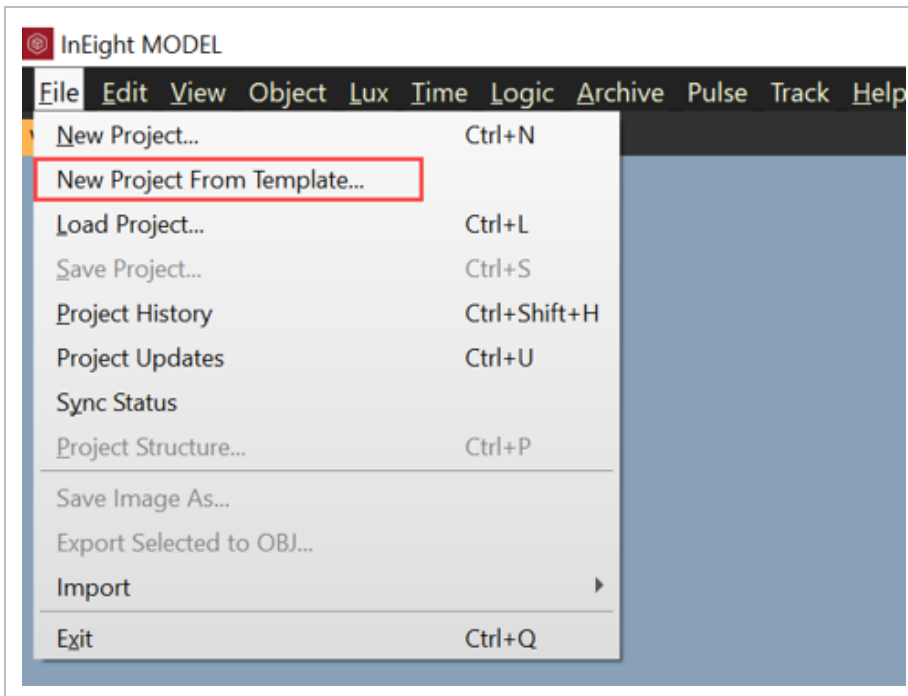 InEight MODEL
File Edit View Object Lux Time Logic Archive Pulse Track Help
New Project... Ctrl+N
New Project From Template...
Load Project... Ctrl+L
Save Project... Ctrl+S
Project History Ctrl+Shift+H
Project Updates Ctrl+U
Sync Status
Project Structure... Ctrl+P
Save Image As...
Export Selected to OBJ...
Import
Exit Ctrl+Q